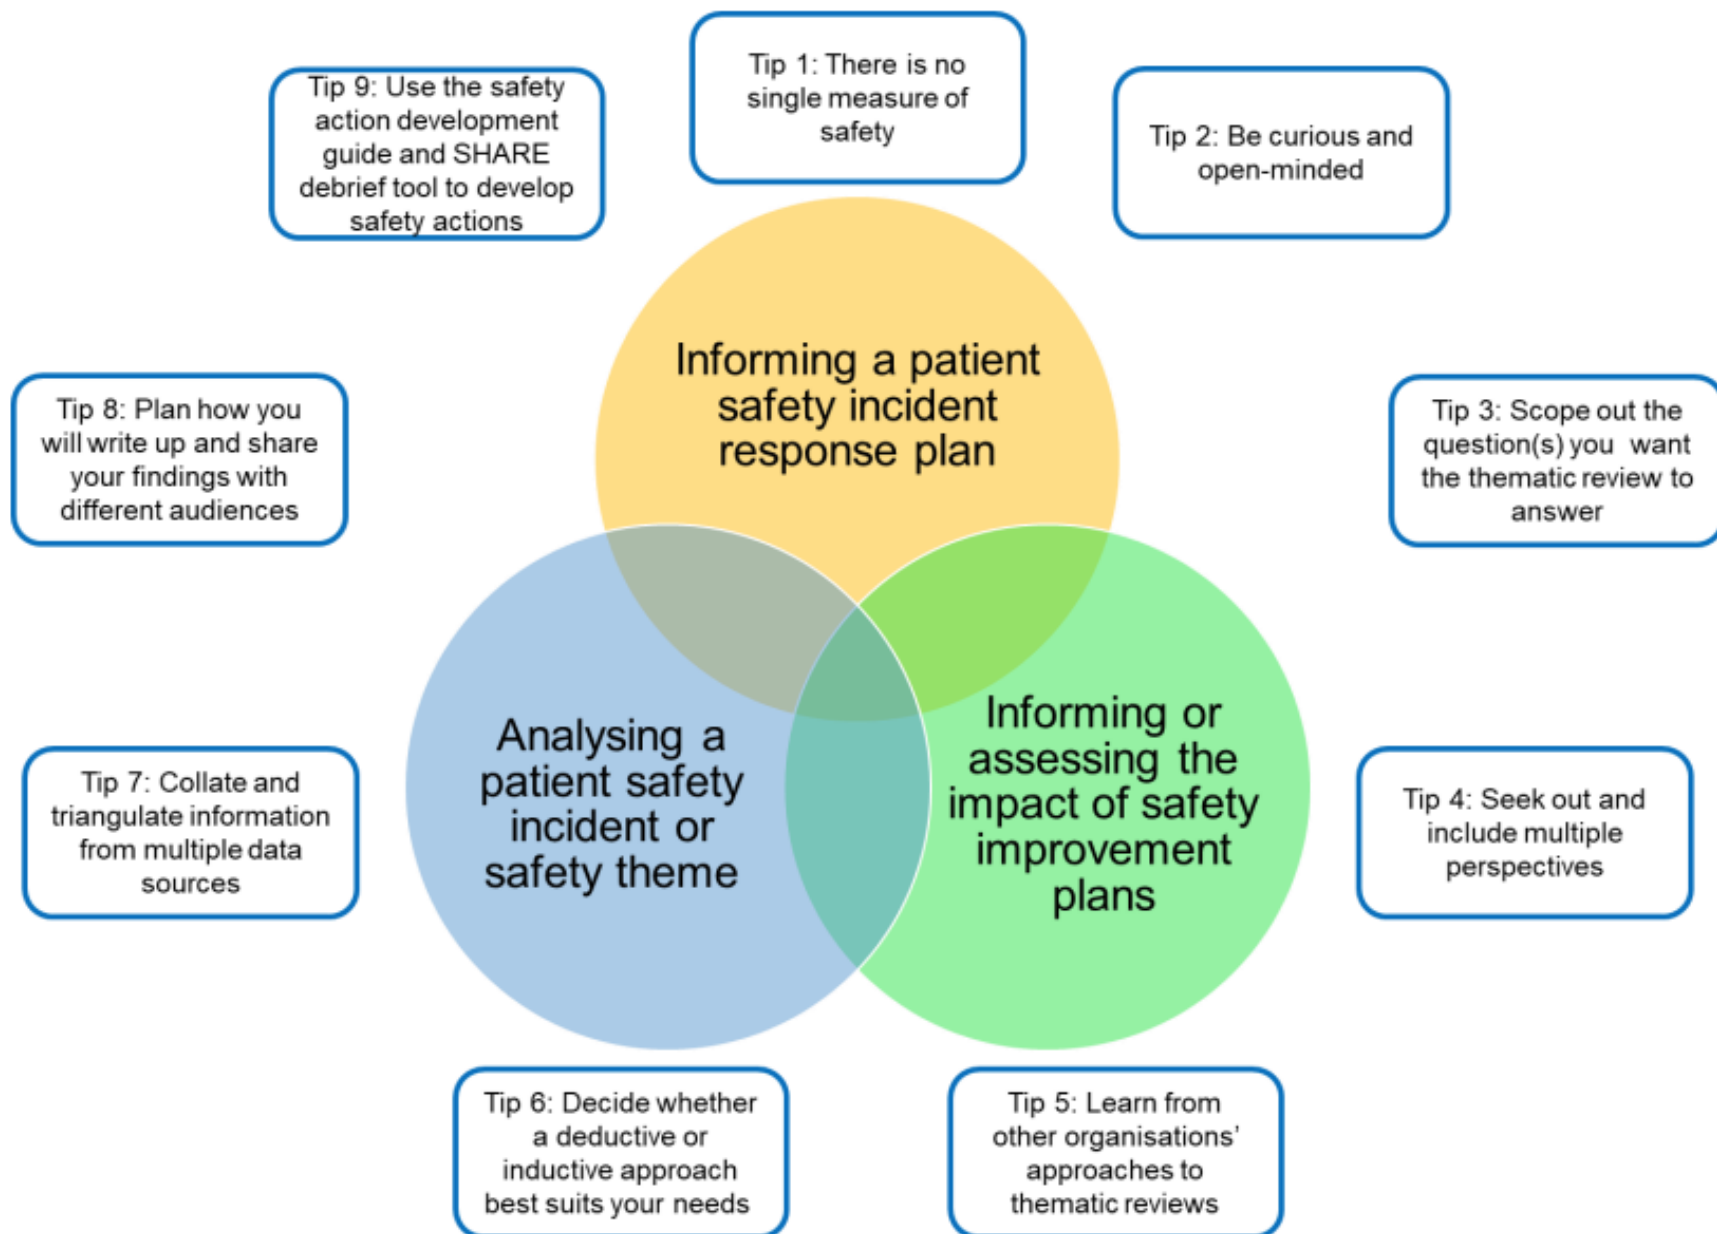 Tip 1: There is no
single measure of
safety
Tip 2: Be curious and
open-minded
Tip 3: Scope out the
question(s) you want
the thematic review to
answer
Tip 4: Seek out and
include multiple
perspectives
Tip 5: Learn from
other organisations’
approaches to
thematic reviews
Tip 6: Decide whether
a deductive or
inductive approach
best suits your needs
Tip 7: Collate and
triangulate information
from multiple data
sources
Tip 8: Plan how you
will write up and share
your findings with
different audiences
Tip 9: Use the safety
action development
guide and SHARE
debrief tool to develop
safety actions
Informing a patient
safety incident
response plan
Analysing a
patient safety
incident or
safety theme
Informing or
assessing the
impact of safety
improvement
plans